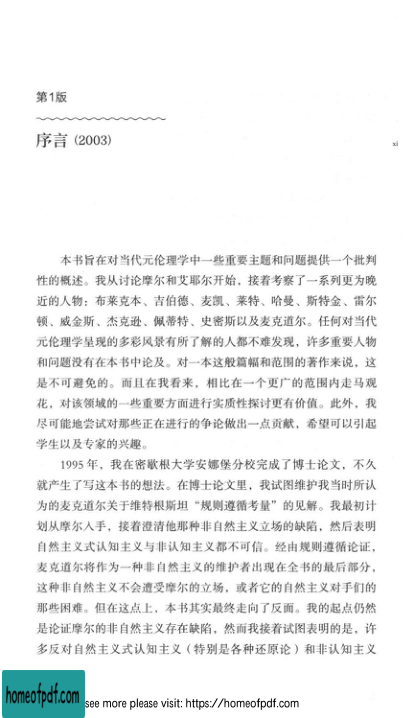 第1版
序言 (2003)
xi
本书旨在对当代元伦理学中一些重要主题和问题提供一个批判
性的概述。我从讨论摩尔和艾耶尔开始，接着考察了一系列更为晚
近的人物：布莱克本、吉伯德、麦凯、莱特、哈曼、斯特金、雷尔
顿、威金斯、杰克逊、佩蒂特、史密斯以及麦克道尔。任何对当代
元伦理学呈现的多彩风景有所了解的人都不难发现，许多重要人物
和问题没有在本书中论及。对一本这般篇幅和范围的著作来说，这
是不可避免的。而且在我看来，相比在一个更广的范围内走马观
花，对该领域的一些重要方面进行实质性探讨更有价值。此外，我
尽可能地尝试对那些正在进行的争论做出一点贡献，希望可以引起
学生以及专家的兴趣。
1995 年，我在密歇根大学安娜堡分校完成了博士论文，不久
就产生了写这本书的想法。在博士论文里，我试图维护我当时所认
为的麦克道尔关于维特根斯坦“规则遵循考量”的见解。我最初计
划从摩尔入手，接着澄清他那种非自然主义立场的缺陷，然后表明
自然主义式认知主义与非认知主义都不可信。经由规则遵循论证，
麦克道尔将作为一种非自然主义的维护者出现在全书的最后部分，
这种非自然主义不会遭受摩尔的立场，或者它的自然主义对手们的
那些困难。但在这点上，本书其实最终走向了反面。我的起点仍然
是论证摩尔的非自然主义存在缺陷，然而我接着试图表明的是，许
多反对自然主义式认知主义（特别是各种还原论）和非认知主义
homeofpdf.com
see more please visit: https://homeofpdf.com